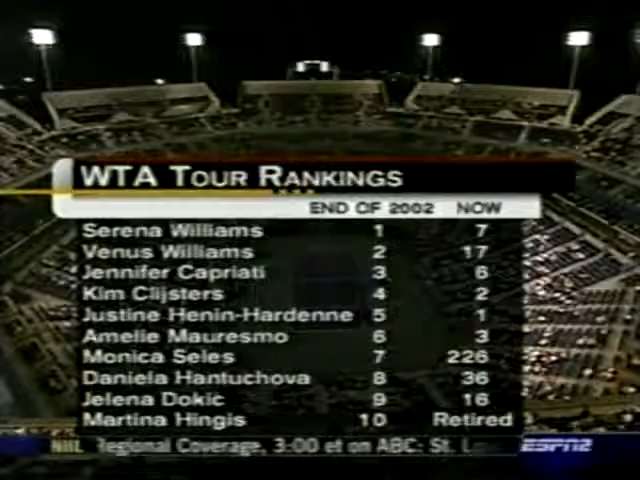 WTA Tour Rankings
END OF 2002 NOW
Serena Williams 1 7
Venus Williams 2 17
Jennifer Capriati 3 6
Kim Clijsters 4 2
Justine Henin-Hardenne 5 1
Amelie Mauresmo 6 3
Monica Seles 7 226
Daniela Hantuchova 8 36
Jelena Dokic 9 16
Martina Hingis 10 Retired
NHL Regional Coverage, 3:00 et on ABC: St. L ESPN2